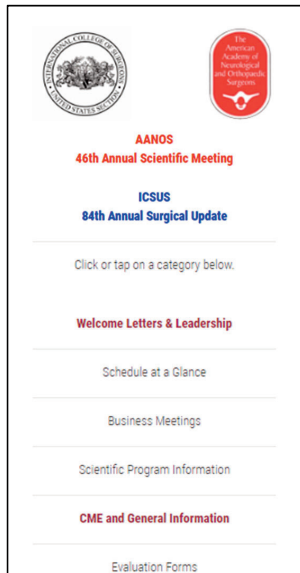 INTERNATIONAL COLLEGE OF SURGEONS
UNITED STATES SECTION
The
American
Academy of
Neurological
and Orthopaedic
Surgeons
AANOS
46th Annual Scientific Meeting
ICSUS
84th Annual Surgical Update
Click or tap on a category below.
Welcome Letters & Leadership
Schedule at a Glance
Business Meetings
Scientific Program Information
CME and General Information
Evaluation Forms